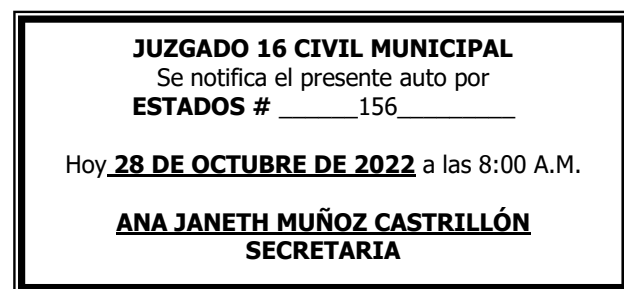 JUZGADO 16 CIVIL MUNICIPAL
Se notifica el presente auto por
ESTADOS # ______156_________
Hoy 28 DE OCTUBRE DE 2022 a las 8:00 A.M.
ANA JANETH MUÑOZ CASTRILLÓN
SECRETARIA